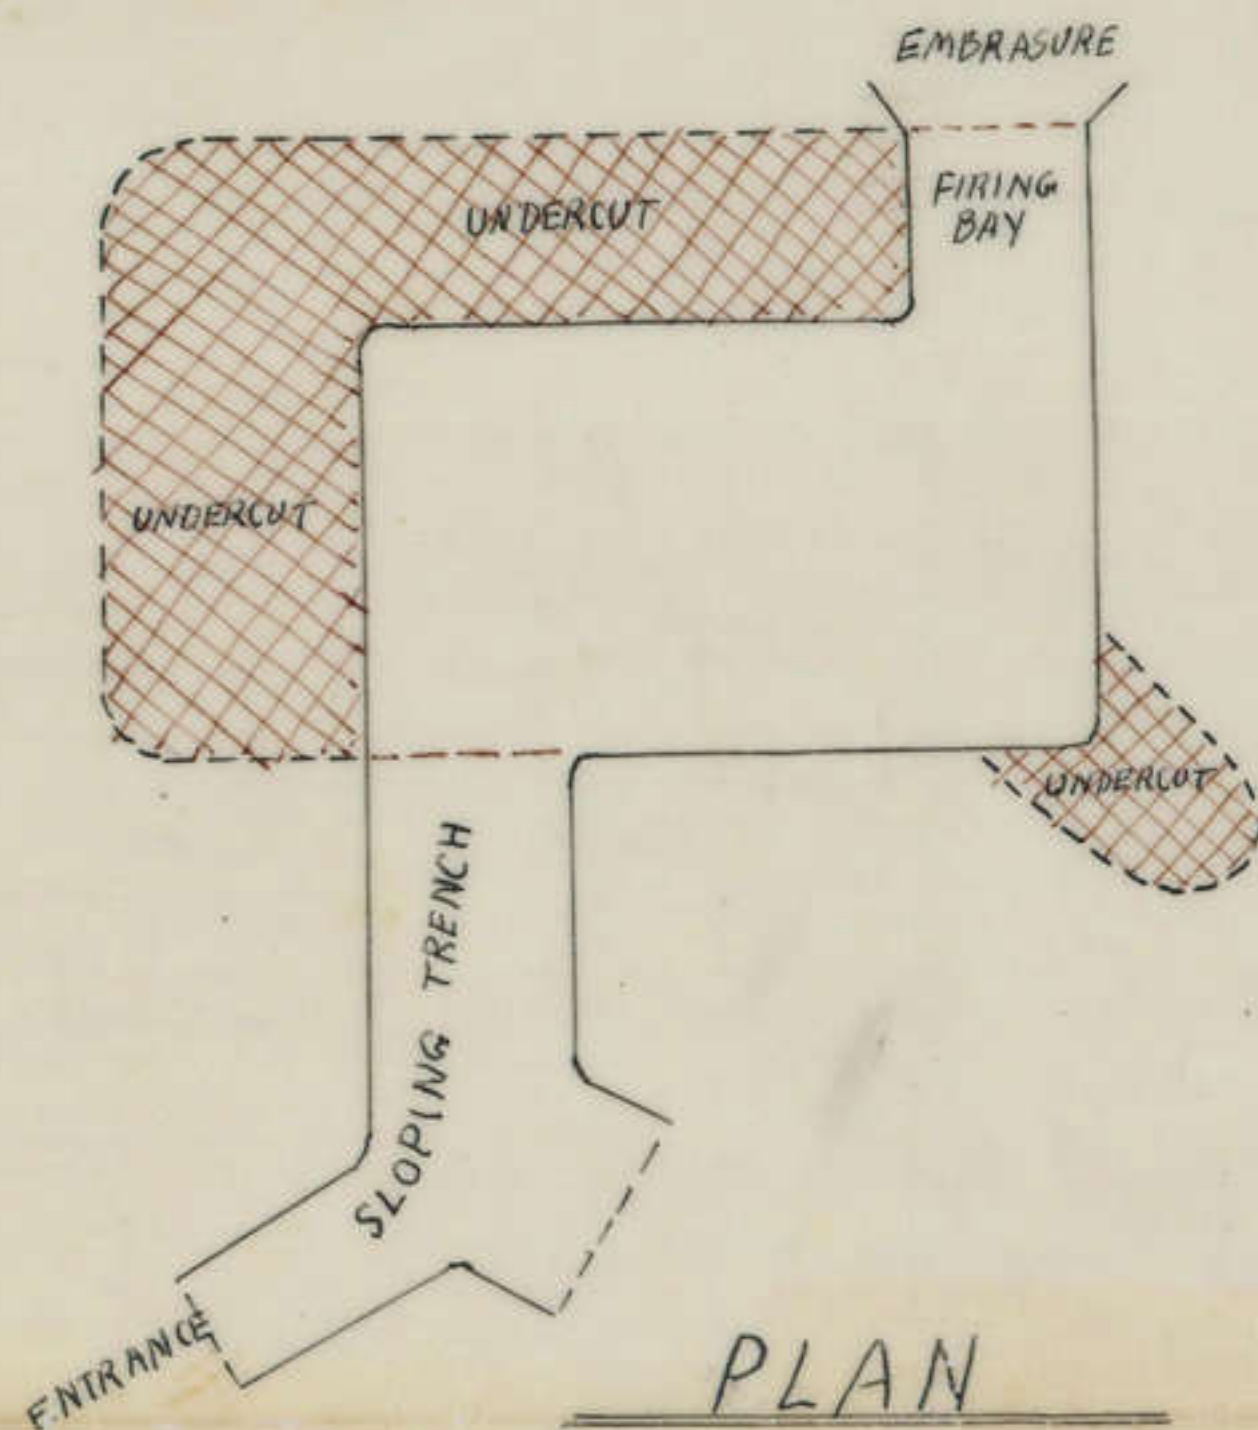 EMBRASURE
FIRING
BAY
UNDERCUT
UNDERCUT
UNDERCUT
SLOPING TRENCH
ENTRANCE
PLAN